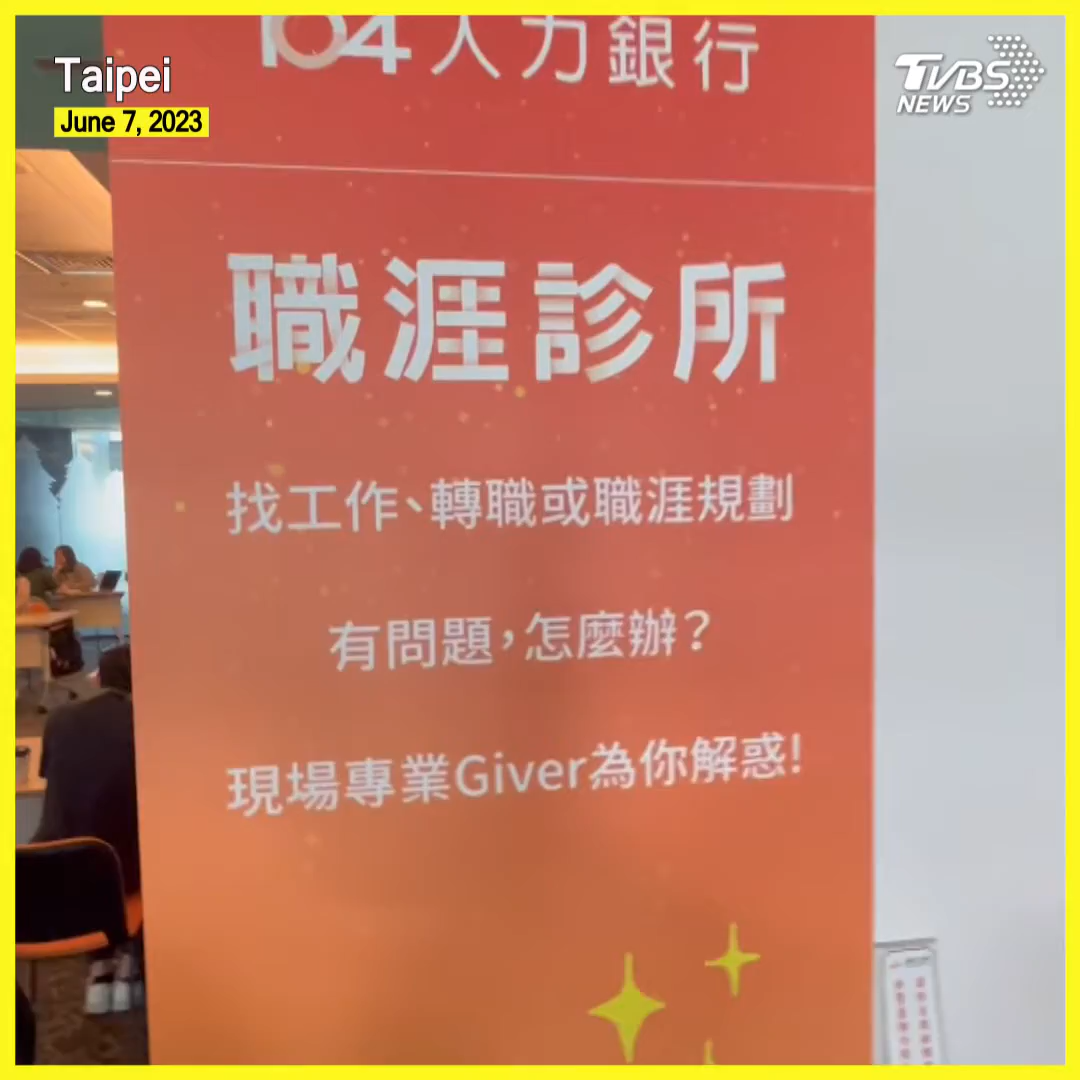 104人力銀行
Taipei
June 7, 2023
TVBS
NEWS
職涯診所
找工作、轉職或職涯規劃
有問題,怎麼辦?
現場專業Giver為你解惑!